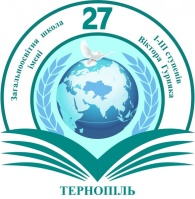 27
Загальноосвітня школа
імені
І-ІІІ ступенів
Віктора Гурняка
ТЕРНОПІЛЬ